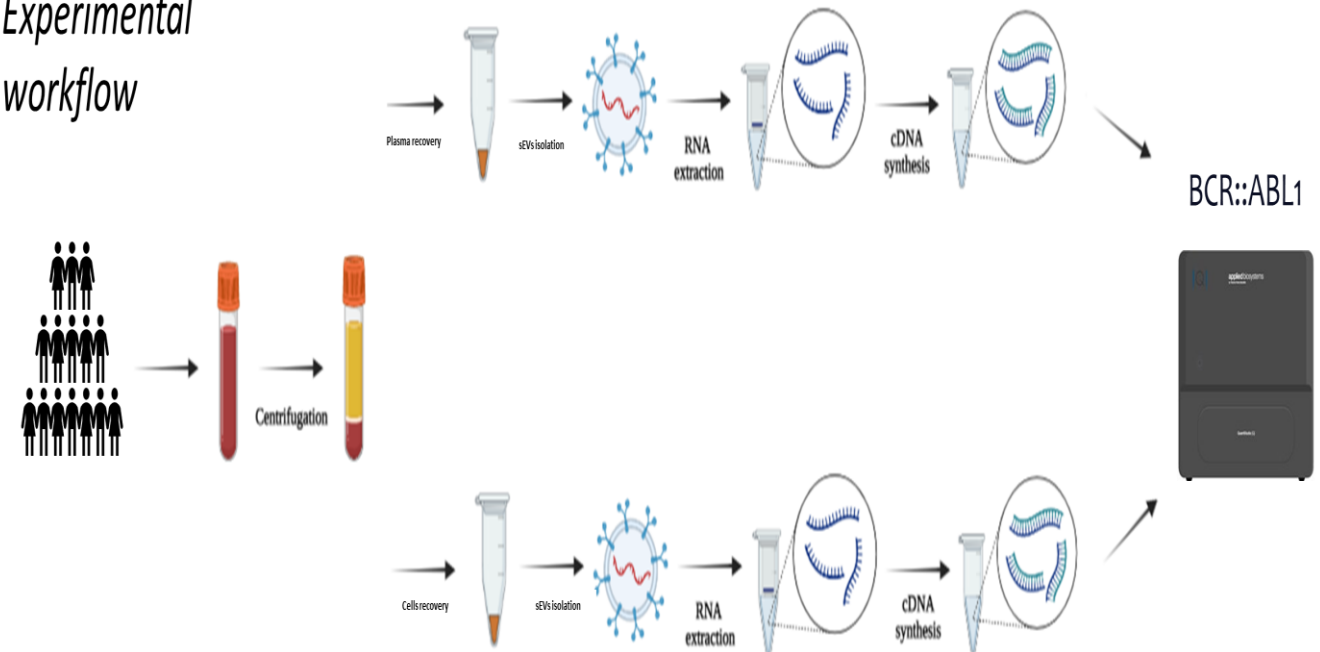 Experimental
workflow
Plasma recovery
sEVs isolation
RNA
extraction
cDNA
synthesis
BCR::ABL1
appliedbiosystems
Centrifugation
Cells recovery
sEVs isolation
RNA
extraction
cDNA
synthesis